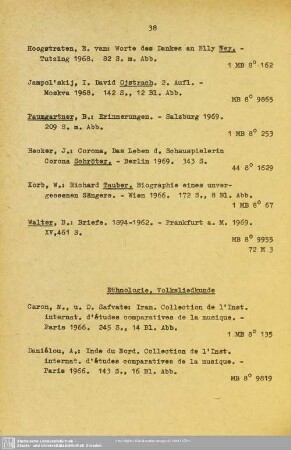 38
Hoogstraten, E. van: Worte des Dankes an Elly Ney. -
Tutzing 1968. 82 S. m. Abb.
1 MB 8° 162
Jampol'skij, I. David Ojstrach. 2. Aufl. -
Moskva 1968. 142 S., 12 Bl. Abb.
MB 8° 9865
Paumgartner, B.: Erinnerungen. - Salzburg 1969.
209 S. m. Abb.
1 MB 8° 253
Becker, J.: Corona, Das Leben d. Schauspielerin
Corona Schröter. - Berlin 1969. 343 S.
44 8° 1629
Korb, W.: Richard Tauber. Biographie eines unver-
gessenen Sängers. - Wien 1966. 172 S., 8 Bl. Abb.
1 MB 8° 67
Walter, B.: Briefe. 1894-1962. - Frankfurt a. M. 1969.
XV,461 S.
MB 8° 9955
72 M 3
Ethnologie, Volksliedkunde
Caron, N., u. D. Safvate: Iran. Collection de l'Inst.
internat. d'études comparatives de la musique. -
Paris 1966. 245 S., 14 Bl. Abb.
1 MB 8° 135
Daniélou, A.: Inde du Nord. Collection de l'Inst.
internat. d'études comparatives de la musique. -
Paris 1966. 143 S., 16 Bl. Abb.
MB 8° 9819